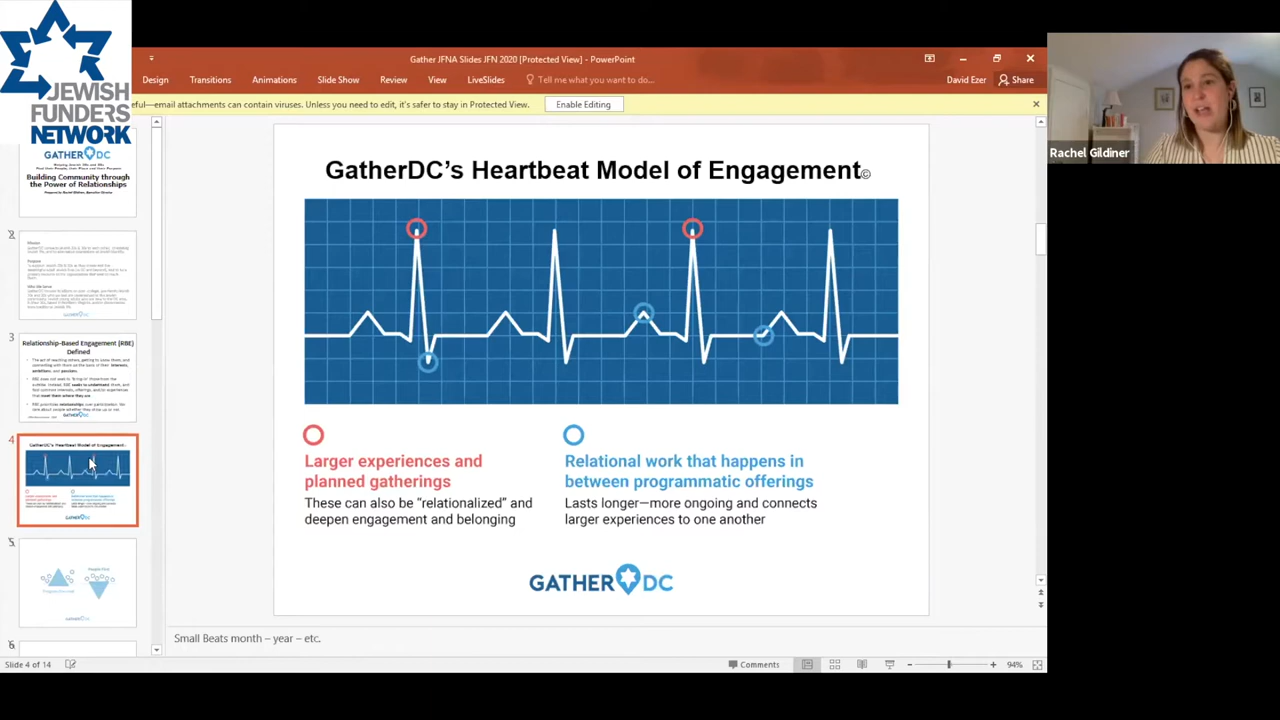 JEWISH
FUNDERS
NETWORK
Gather JFNA Slides JFN 2020 [Protected View] - PowerPoint
Design Transitions Animations Slide Show Review View LiveSlides Tell me what you want to do... David Ezer Share
eful—email attachments can contain viruses. Unless you need to edit, it's safer to stay in Protected View. Enable Editing
Rachel Gildiner
GATHER DC
Building Community through
the Power of Relationships
2
3
Relationship-Based Engagement (RBE)
Defined
4
GatherDC's Heartbeat Model of Engagement
5
6
GatherDC's Heartbeat Model of Engagement©
Larger experiences and
planned gatherings
These can also be "relationalized" and
deepen engagement and belonging
Relational work that happens in
between programmatic offerings
Lasts longer—more ongoing and connects
larger experiences to one another
GATHER DC
Small Beats month – year – etc.
Slide 4 of 14 Comments 94%